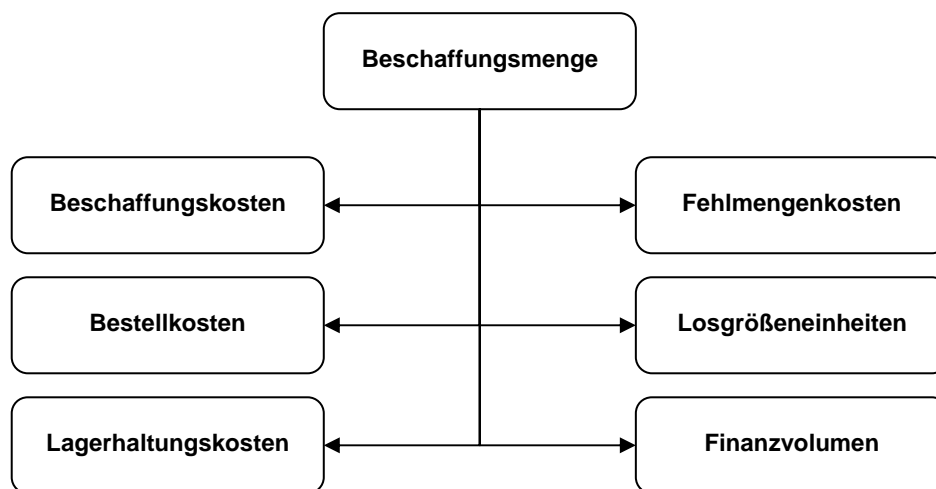 Beschaffungsmenge
Beschaffungskosten
Fehlmengenkosten
Bestellkosten
Losgrößeneinheiten
Lagerhaltungskosten
Finanzvolumen